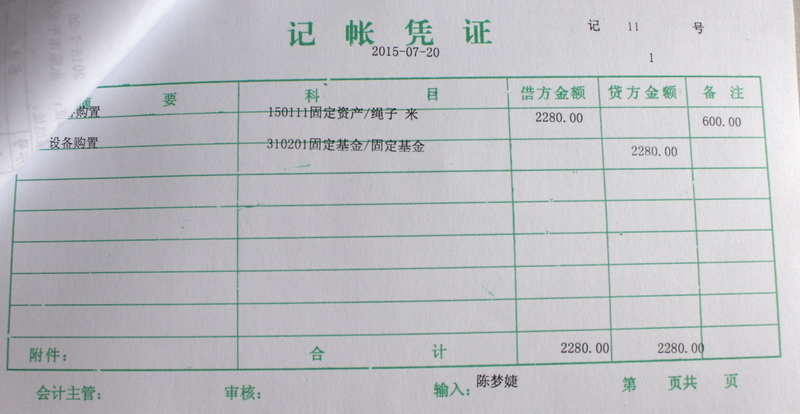 记帐凭证
记 11 号
2015-07-20
1
摘要 科目 借方金额 贷方金额 备注
购置 150111固定资产/绳子 米 2280.00 600.00
设备购置 310201固定基金/固定基金 2280.00
附件： 合计 2280.00 2280.00
会计主管： 审核： 输入： 陈梦婕 第 页共 页